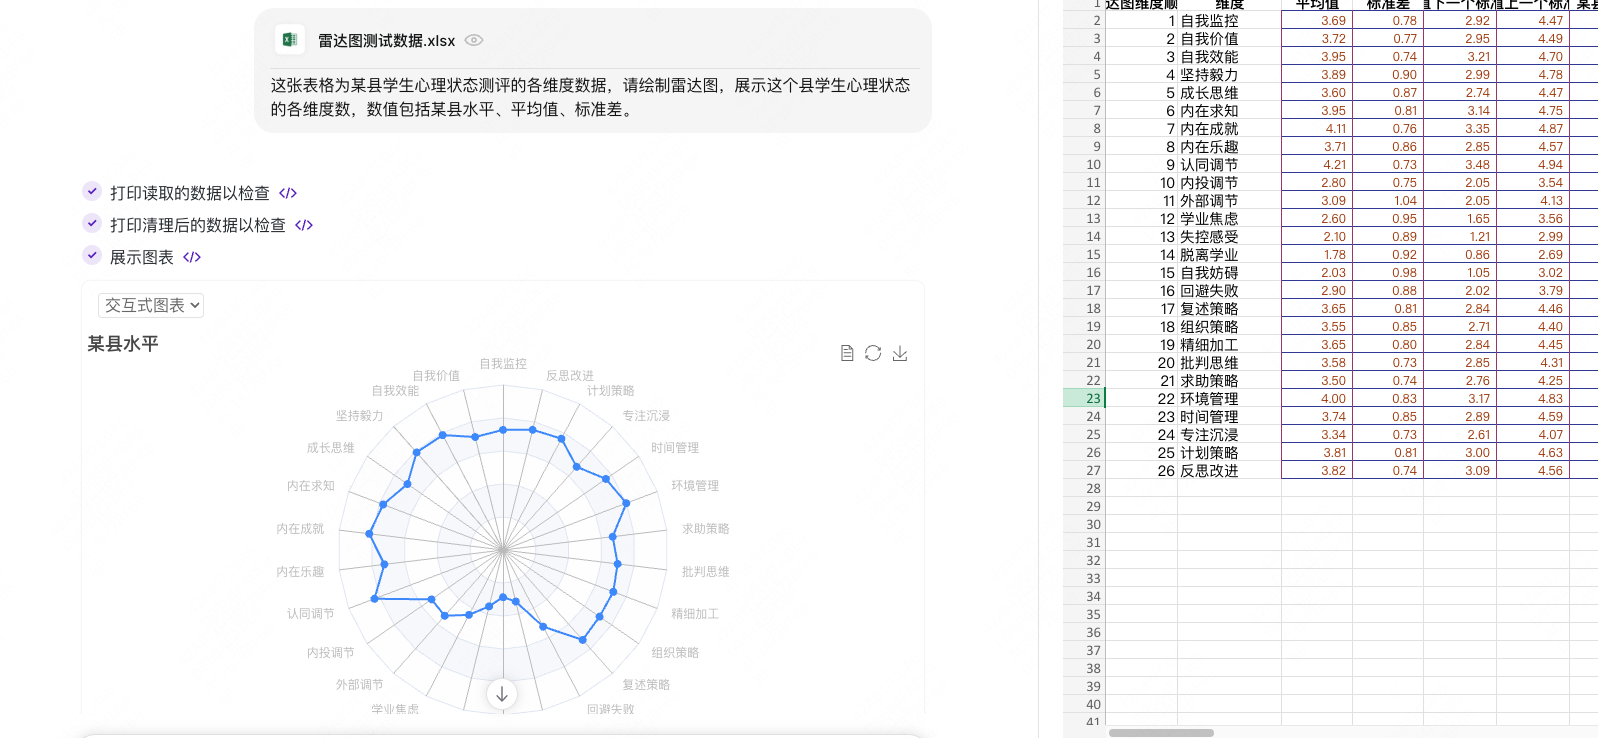 雷达图测试数据.xlsx
这张表格为某县学生心理状态测评的各维度数据，请绘制雷达图，展示这个县学生心理状态
的各维度数，数值包括某县水平、平均值、标准差。
打印读取的数据以检查 </>
打印清理后的数据以检查 </>
展示图表 </>
交互式图表
某县水平
自我监控
自我价值
反思改进
自我效能
计划策略
坚持毅力
专注沉浸
成长思维
时间管理
内在求知
环境管理
内在成就
求助策略
内在乐趣
批判思维
认同调节
精细加工
内投调节
组织策略
外部调节
复述策略
学业焦虑
回避失败
1 达图维度顺 维度 平均值 标准差
2 1 自我监控 3.69 0.78 2.92 4.47
3 2 自我价值 3.72 0.77 2.95 4.49
4 3 自我效能 3.95 0.74 3.21 4.70
5 4 坚持毅力 3.89 0.90 2.99 4.78
6 5 成长思维 3.60 0.87 2.74 4.47
7 6 内在求知 3.95 0.81 3.14 4.75
8 7 内在成就 4.11 0.76 3.35 4.87
9 8 内在乐趣 3.71 0.86 2.85 4.57
10 9 认同调节 4.21 0.73 3.48 4.94
11 10 内投调节 2.80 0.75 2.05 3.54
12 11 外部调节 3.09 1.04 2.05 4.13
13 12 学业焦虑 2.60 0.95 1.65 3.56
14 13 失控感受 2.10 0.89 1.21 2.99
15 14 脱离学业 1.78 0.92 0.86 2.69
16 15 自我妨碍 2.03 0.98 1.05 3.02
17 16 回避失败 2.90 0.88 2.02 3.79
18 17 复述策略 3.65 0.81 2.84 4.46
19 18 组织策略 3.55 0.85 2.71 4.40
20 19 精细加工 3.65 0.80 2.84 4.45
21 20 批判思维 3.58 0.73 2.85 4.31
22 21 求助策略 3.50 0.74 2.76 4.25
23 22 环境管理 4.00 0.83 3.17 4.83
24 23 时间管理 3.74 0.85 2.89 4.59
25 24 专注沉浸 3.34 0.73 2.61 4.07
26 25 计划策略 3.81 0.81 3.00 4.63
27 26 反思改进 3.82 0.74 3.09 4.56
28
29
30
31
32
33
34
35
36
37
38
39
40
41